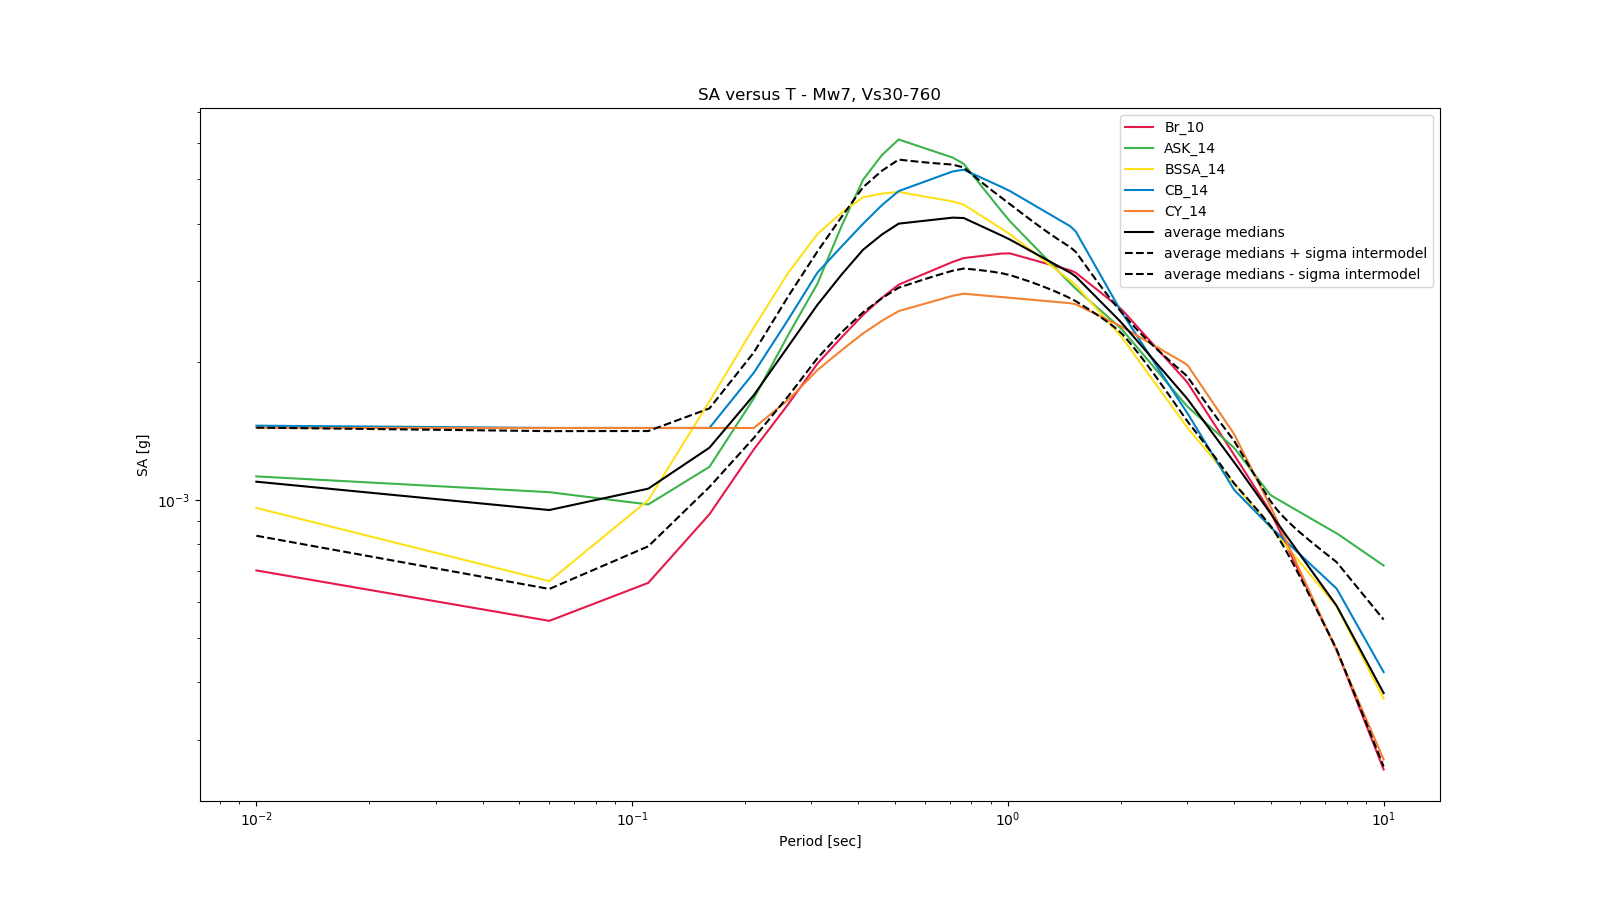 SA versus T - Mw7, Vs30-760
Br_10
ASK_14
BSSA_14
CB_14
CY_14
average medians
average medians + sigma intermodel
average medians - sigma intermodel
SA [g]
10⁻³
10⁻² 10⁻¹ 10⁰ 10¹
Period [sec]